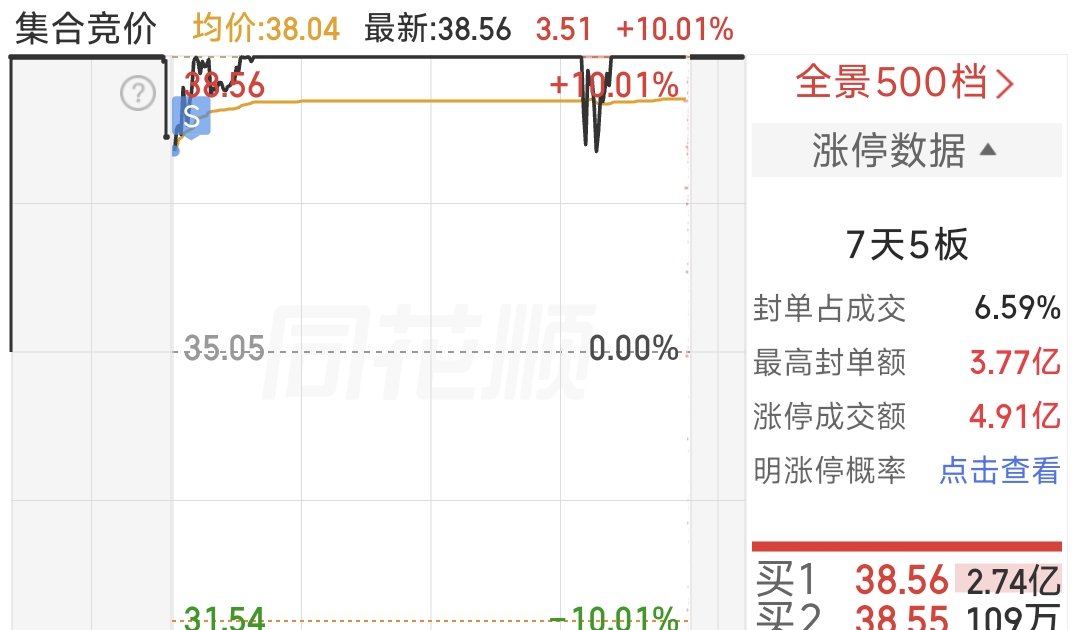 集合竞价 均价:38.04 最新:38.56 3.51 +10.01%
全景500档
38.56 +10.01%
?
S
涨停数据
7天5板
封单占成交 6.59%
同花顺
35.05 0.00%
最高封单额 3.77亿
涨停成交额 4.91亿
明涨停概率 点击查看
买1 38.56 2.74亿
31.54 -10.01%
买2 38.55 109万